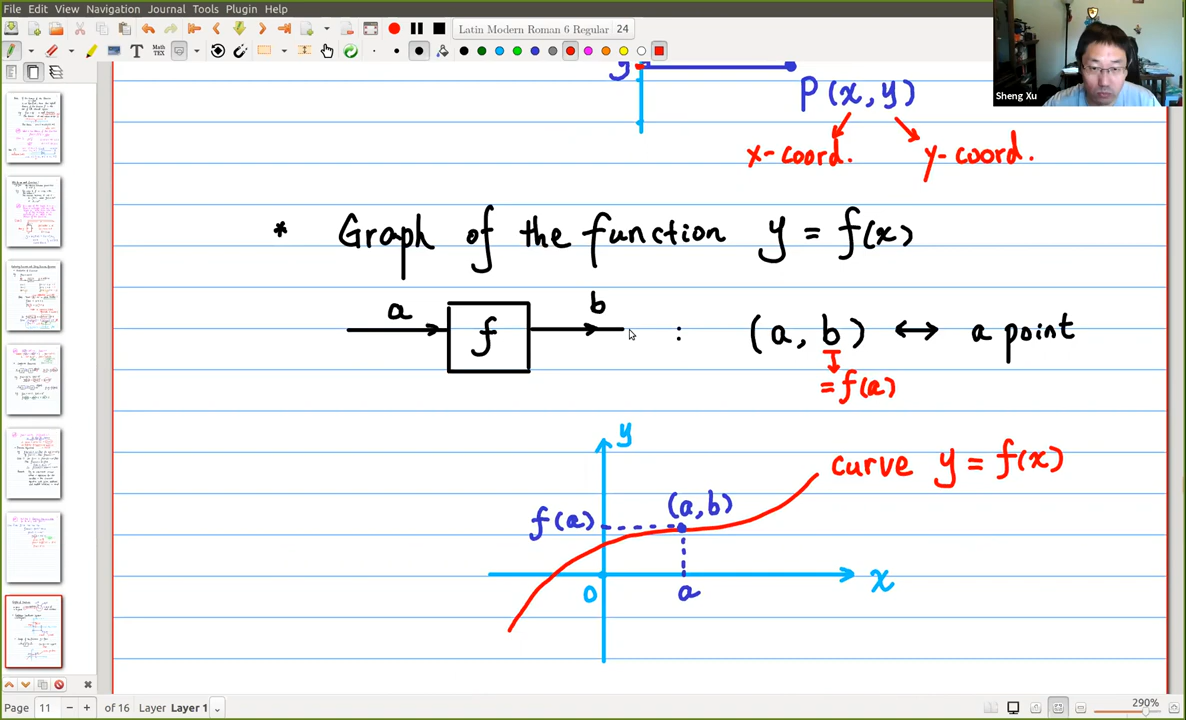 File Edit View Navigation Journal Tools Plugin Help
Latin Modern Roman 6 Regular 24
Sheng Xu
y
P (x, y)
x-coord. y-coord.
* Graph of the function y = f(x)
a f b : (a, b) ↔ a point
= f(a)
y
curve y = f(x)
(a, b)
f(a)
0 a x
Page 11 of 16 Layer Layer 1 290%